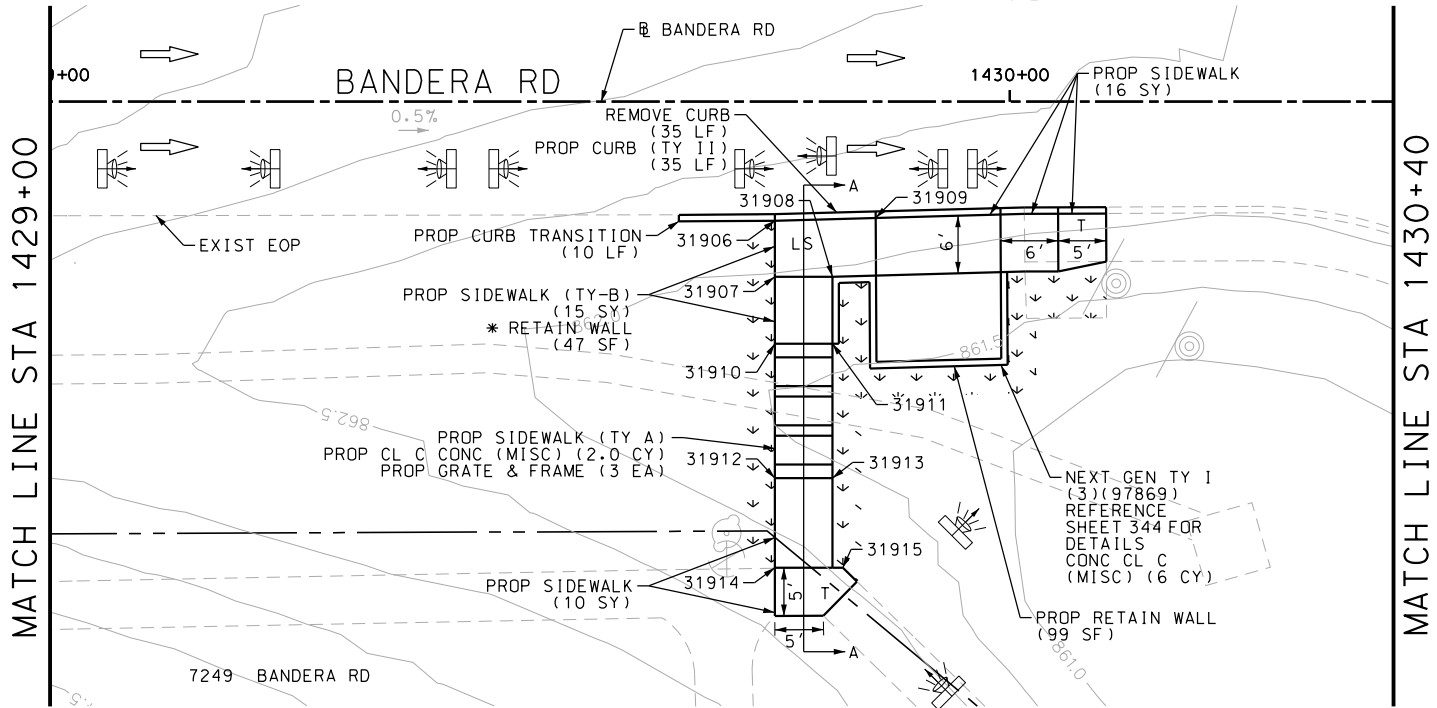 BL BANDERA RD
)+00
BANDERA RD
1430+00
PROP SIDEWALK
(16 SY)
0.5%
REMOVE CURB
(35 LF)
PROP CURB (TY II)
(35 LF)
A
31908
31909
MATCH LINE STA 1429+00
MATCH LINE STA 1430+40
EXIST EOP
PROP CURB TRANSITION
(10 LF)
31906
LS
6'
6'
5'
T
PROP SIDEWALK (TY-B)
(15 SY)
* RETAIN WALL
(47 SF)
31907
862.0
861.5
31910
31911
862.5
PROP SIDEWALK (TY A)
PROP CL C CONC (MISC) (2.0 CY)
PROP GRATE & FRAME (3 EA)
31912
31913
NEXT GEN TY I
(3)(97869)
REFERENCE
SHEET 344 FOR
DETAILS
CONC CL C
(MISC) (6 CY)
31915
PROP SIDEWALK
(10 SY)
31914
5'
T
5'
A
PROP RETAIN WALL
(99 SF)
861.0
7249 BANDERA RD